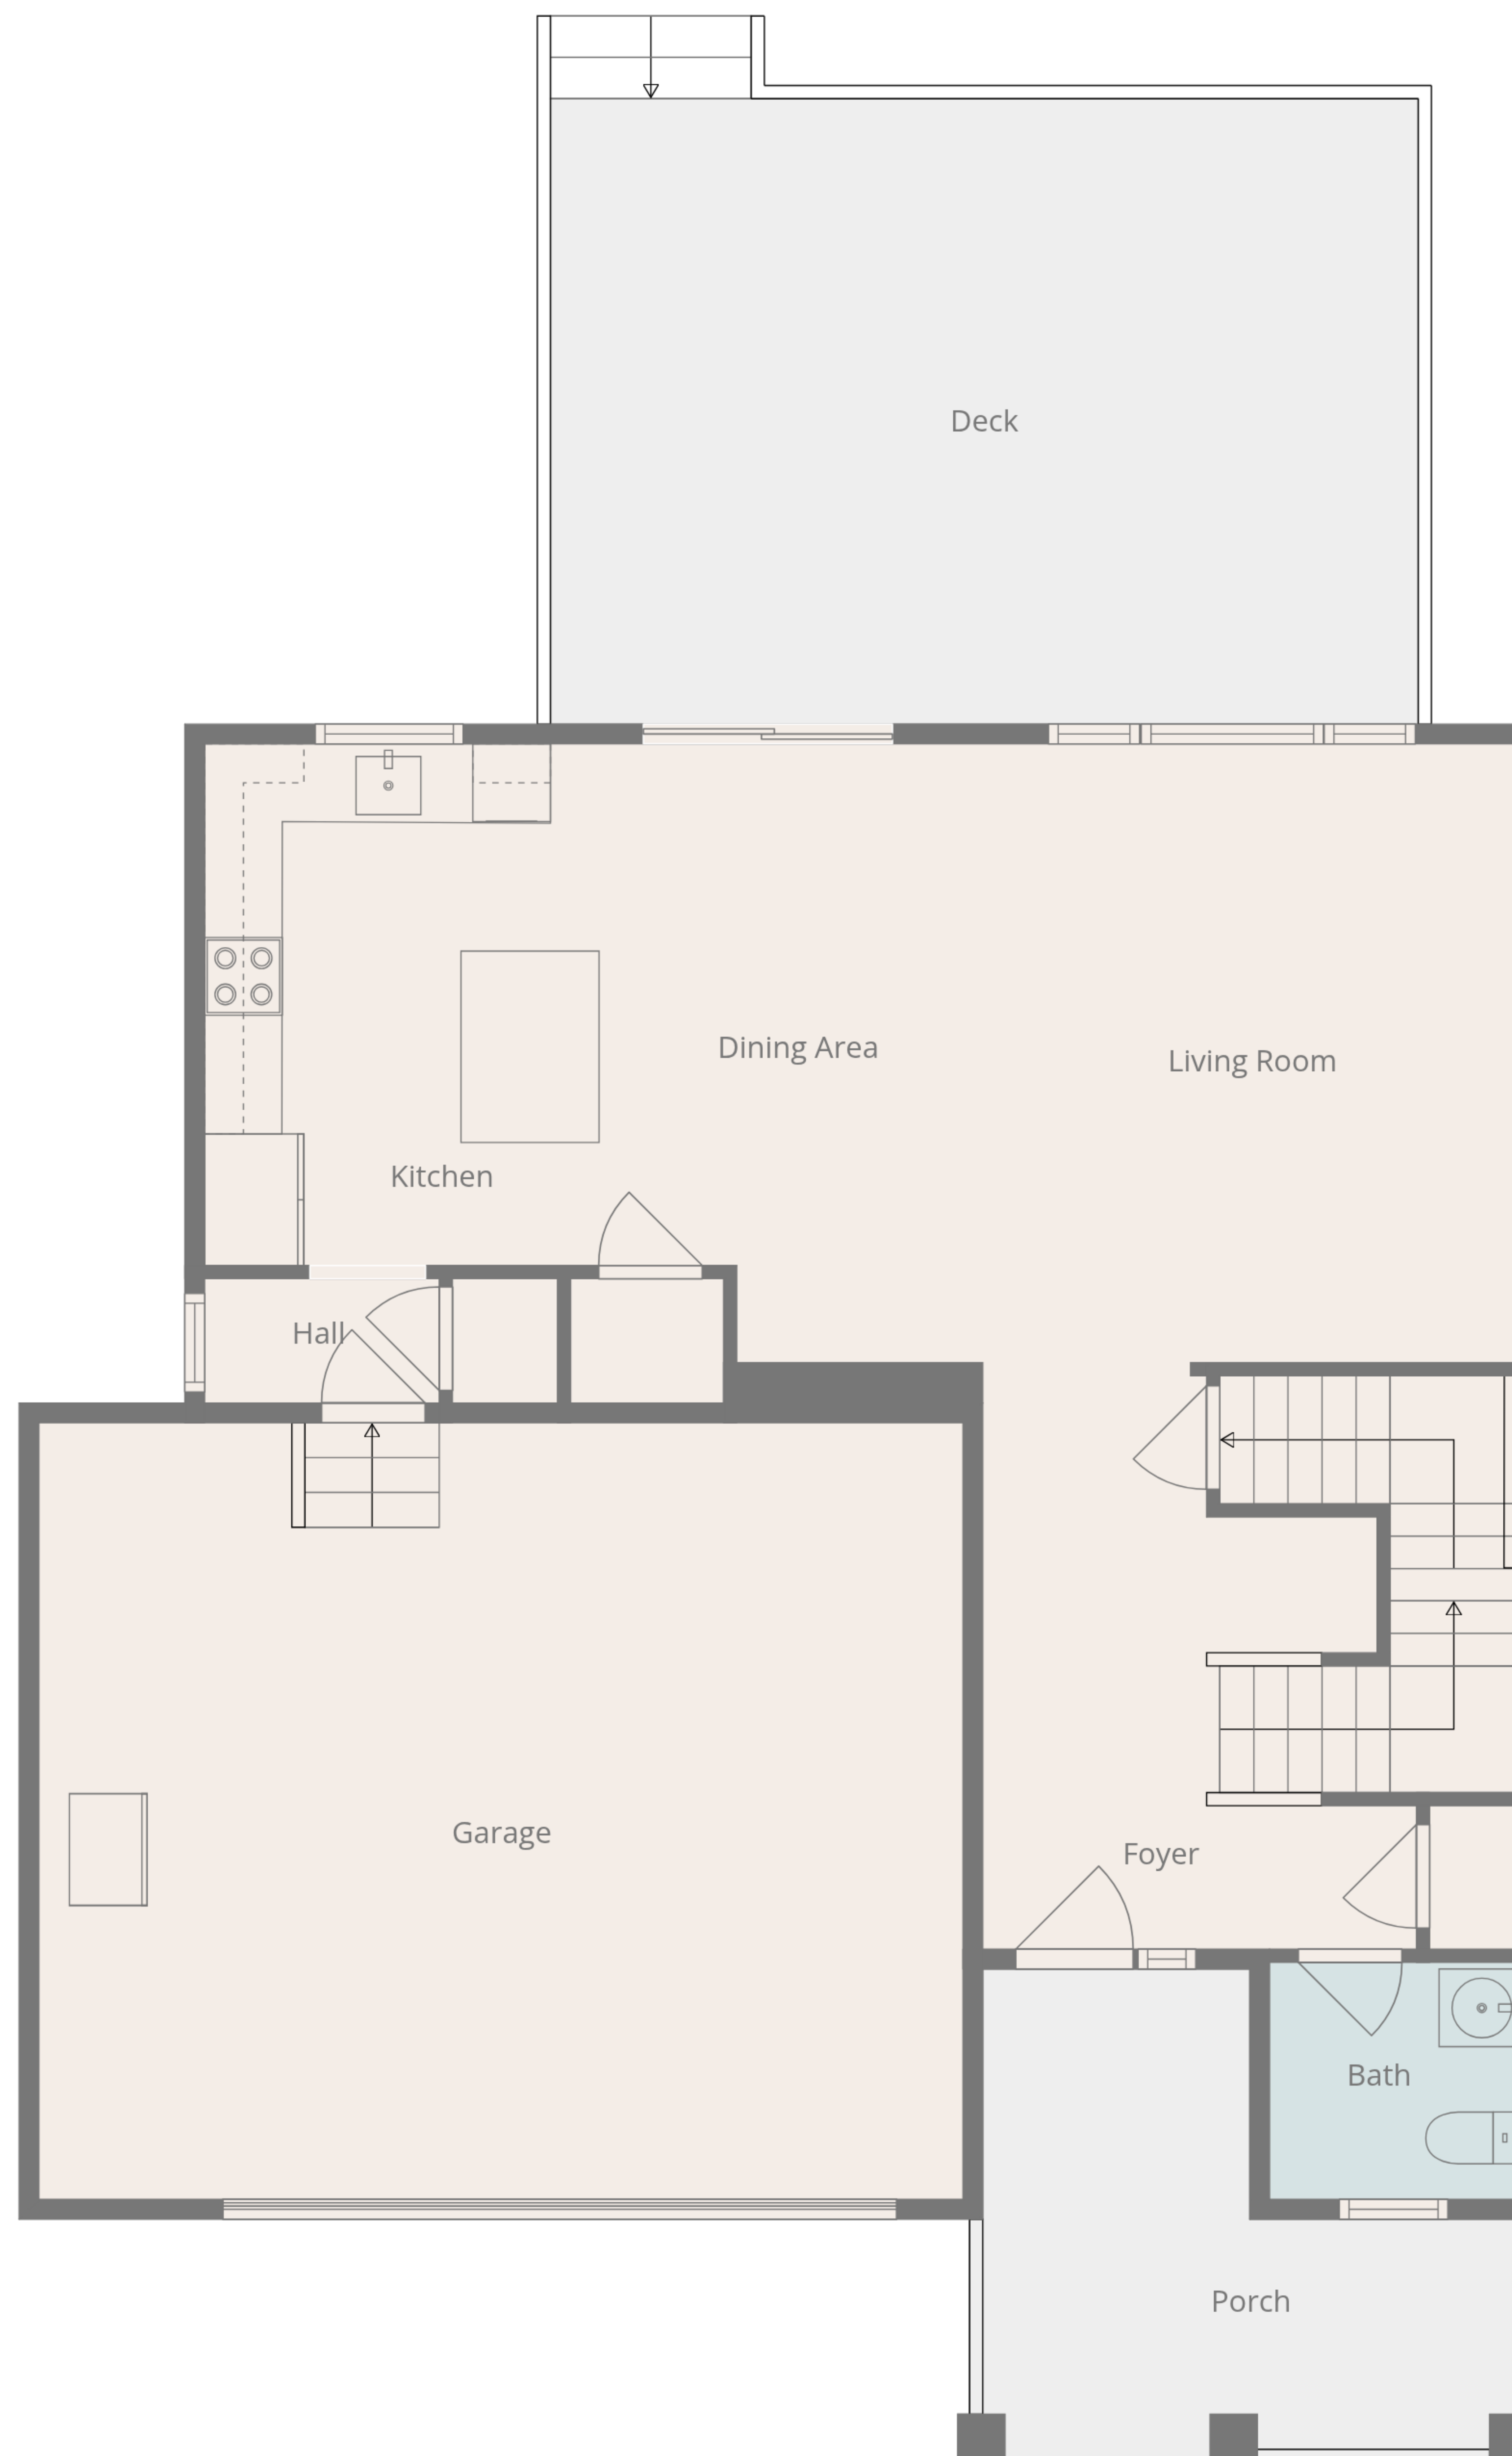 Deck
Dining Area
Living Room
Kitchen
Hall
Garage
Foyer
Bath
Porch